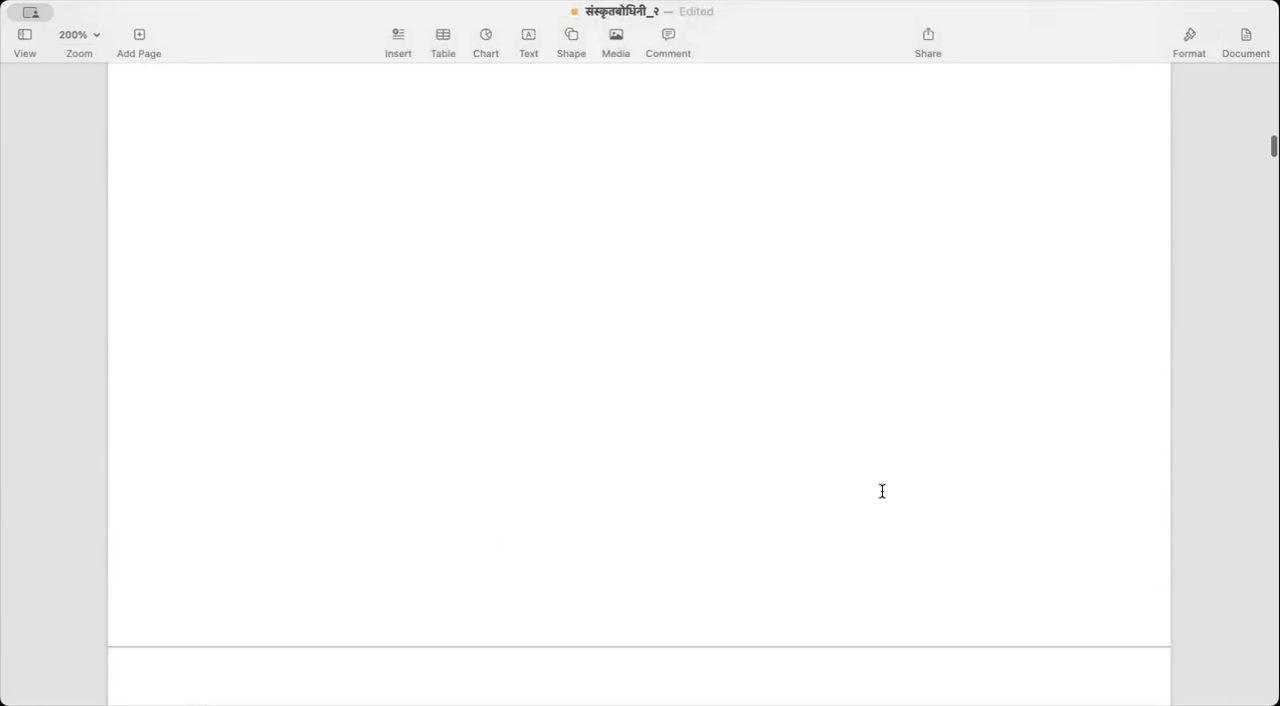 संस्कृतबोधिनी_२ — Edited
200%
View Zoom Add Page Insert Table Chart Text Shape Media Comment Share Format Document